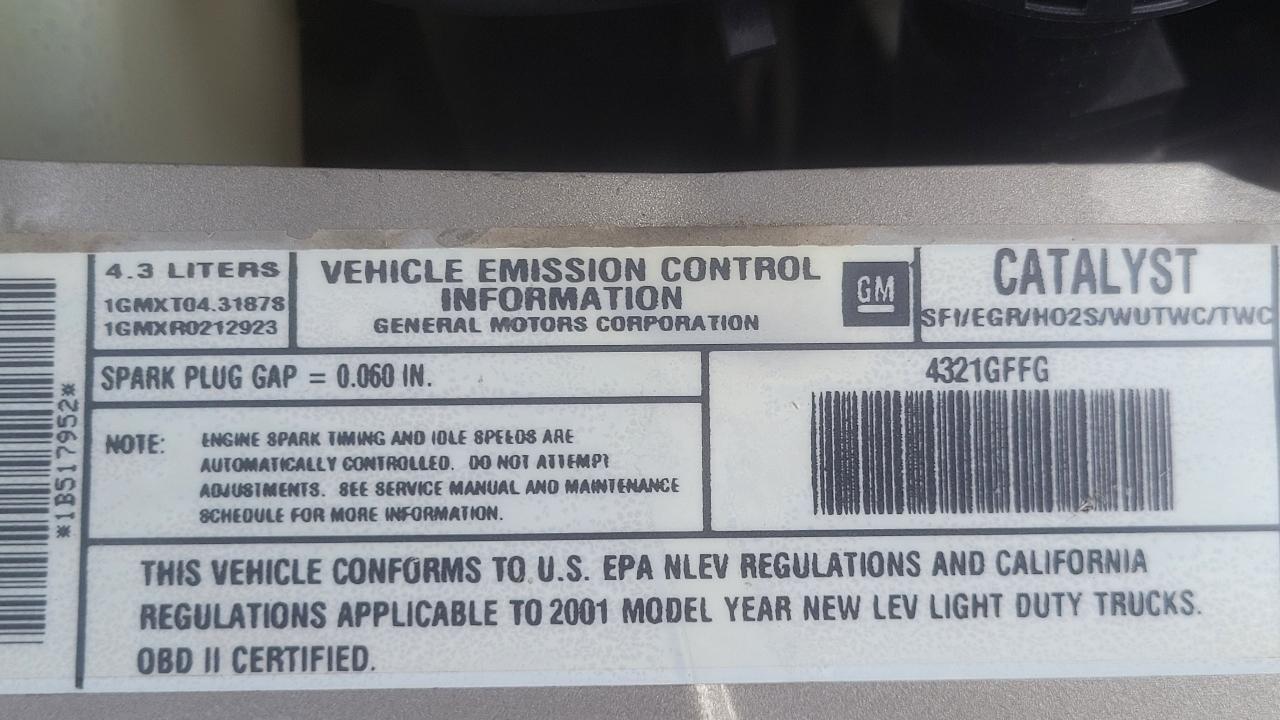 4.3 LITERS
1GMXT04.3187S
1GMXR0212923
VEHICLE EMISSION CONTROL
INFORMATION
GENERAL MOTORS CORPORATION
GM
CATALYST
SFI/EGR/HO2S/WUTWC/TWC
SPARK PLUG GAP = 0.060 IN.
4321GFFG
NOTE:
ENGINE SPARK TIMING AND IDLE SPEEDS ARE
AUTOMATICALLY CONTROLLED. DO NOT ATTEMPT
ADJUSTMENTS. SEE SERVICE MANUAL AND MAINTENANCE
SCHEDULE FOR MORE INFORMATION.
*1B517952*
THIS VEHICLE CONFORMS TO U.S. EPA NLEV REGULATIONS AND CALIFORNIA
REGULATIONS APPLICABLE TO 2001 MODEL YEAR NEW LEV LIGHT DUTY TRUCKS.
OBD II CERTIFIED.